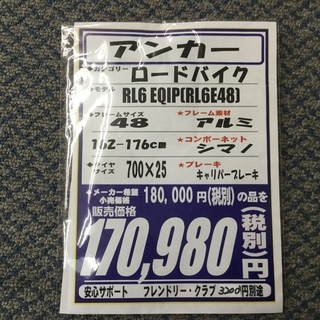 アンカー
◆カテゴリー ロードバイク
◆モデル RL6 EQIP[RL6E48]
◆フレームサイズ 48 ★フレーム素材 アルミ
162-176cm ★コンポーネット シマノ
◆タイヤサイズ 700×25 ★ブレーキ キャリパーブレーキ
◆メーカー希望小売価格 180,000円(税別)の品を
販売価格
170,980円(税別)
安心サポート フレンドリー・クラブ3200円別途